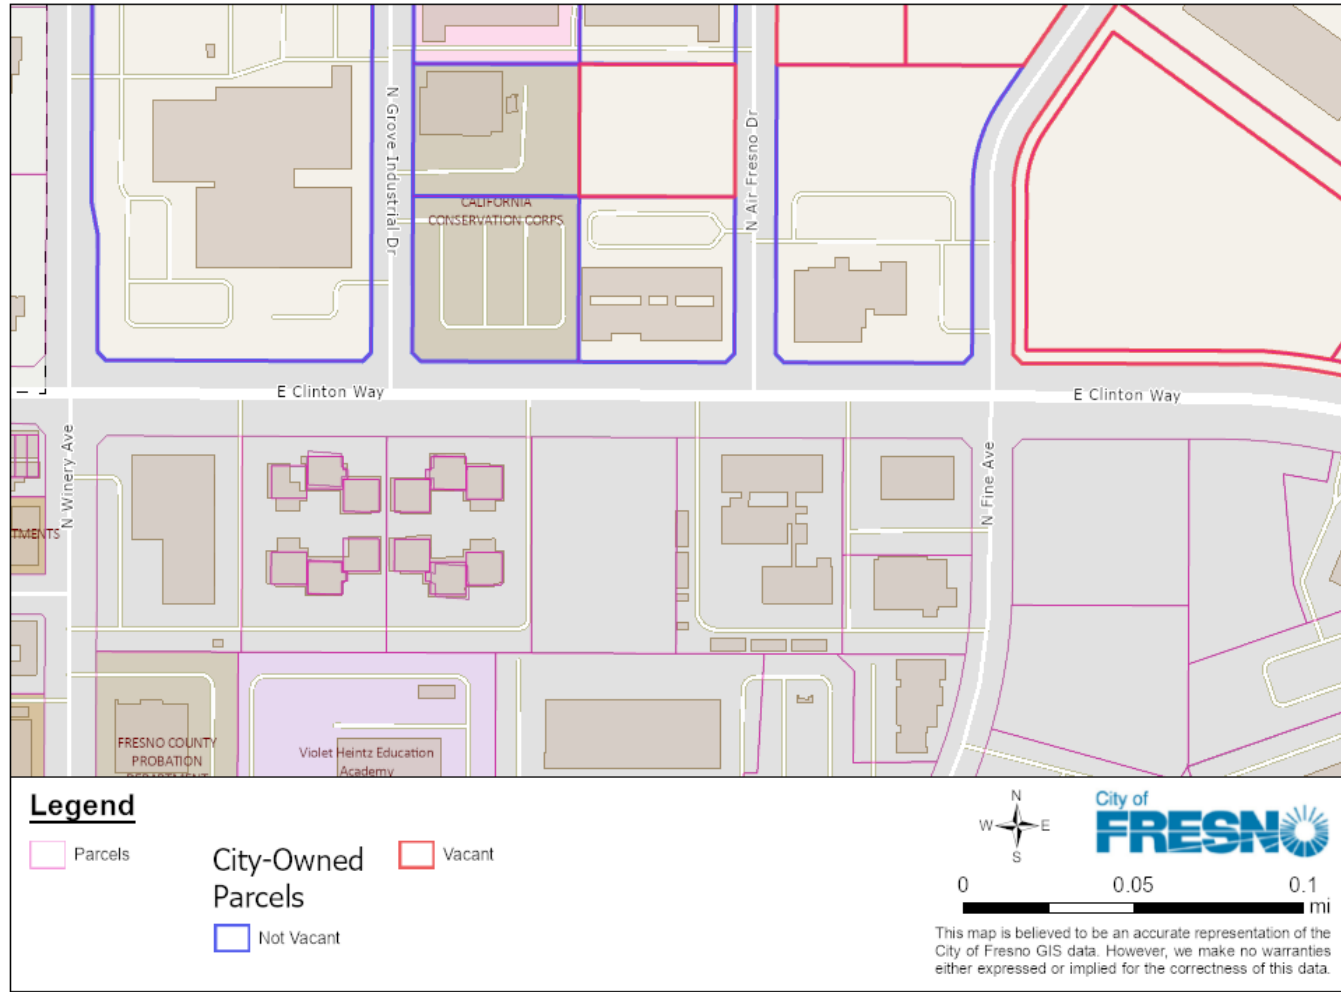 N Grove Industrial Dr
N Air Fresno Dr
CALIFORNIA
CONSERVATION CORPS
E Clinton Way
E Clinton Way
N Winery Ave
N Fine Ave
TMENTS
FRESNO COUNTY
PROBATION
DEPARTMENT
Violet Heintz Education
Academy
Legend
Parcels
City-Owned
Parcels
Not Vacant
Vacant
N
W
E
S
City of
FRESNO
0 0.05 0.1
mi
This map is believed to be an accurate representation of the
City of Fresno GIS data. However, we make no warranties
either expressed or implied for the correctness of this data.